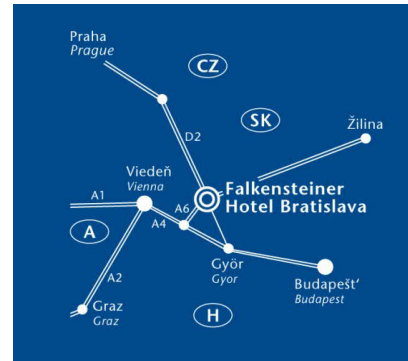 Praha
Prague
CZ
SK
Žilina
D2
Viedeň
Vienna
Falkensteiner
Hotel Bratislava
A1
A6
A
A4
Györ
Gyor
A2
Budapešt'
Budapest
Graz
Graz
H